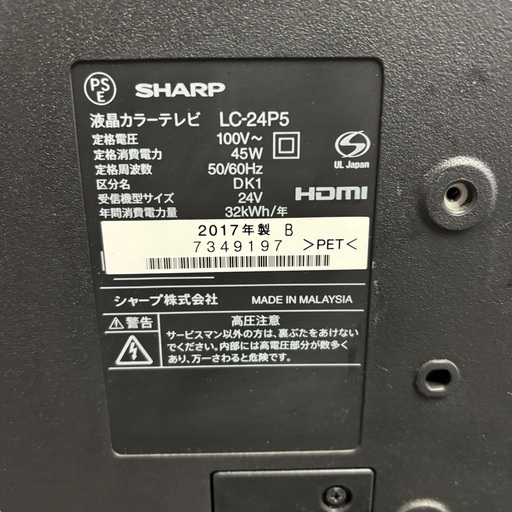 PS
E
SHARP
液晶カラーテレビ LC-24P5
定格電圧 100V～
定格消費電力 45W
定格周波数 50/60Hz
区分名 DK1
受信機型サイズ 24V
年間消費電力量 32kWh/年
UL Japan
HDMI
2017年製 B
7349197 >PET<
シャープ株式会社 MADE IN MALAYSIA
警告 高圧注意
サービスマン以外の方は、裏ぶたをあけない
でください。内部には高電圧部分が数多く
あり、万一さわると危険です。